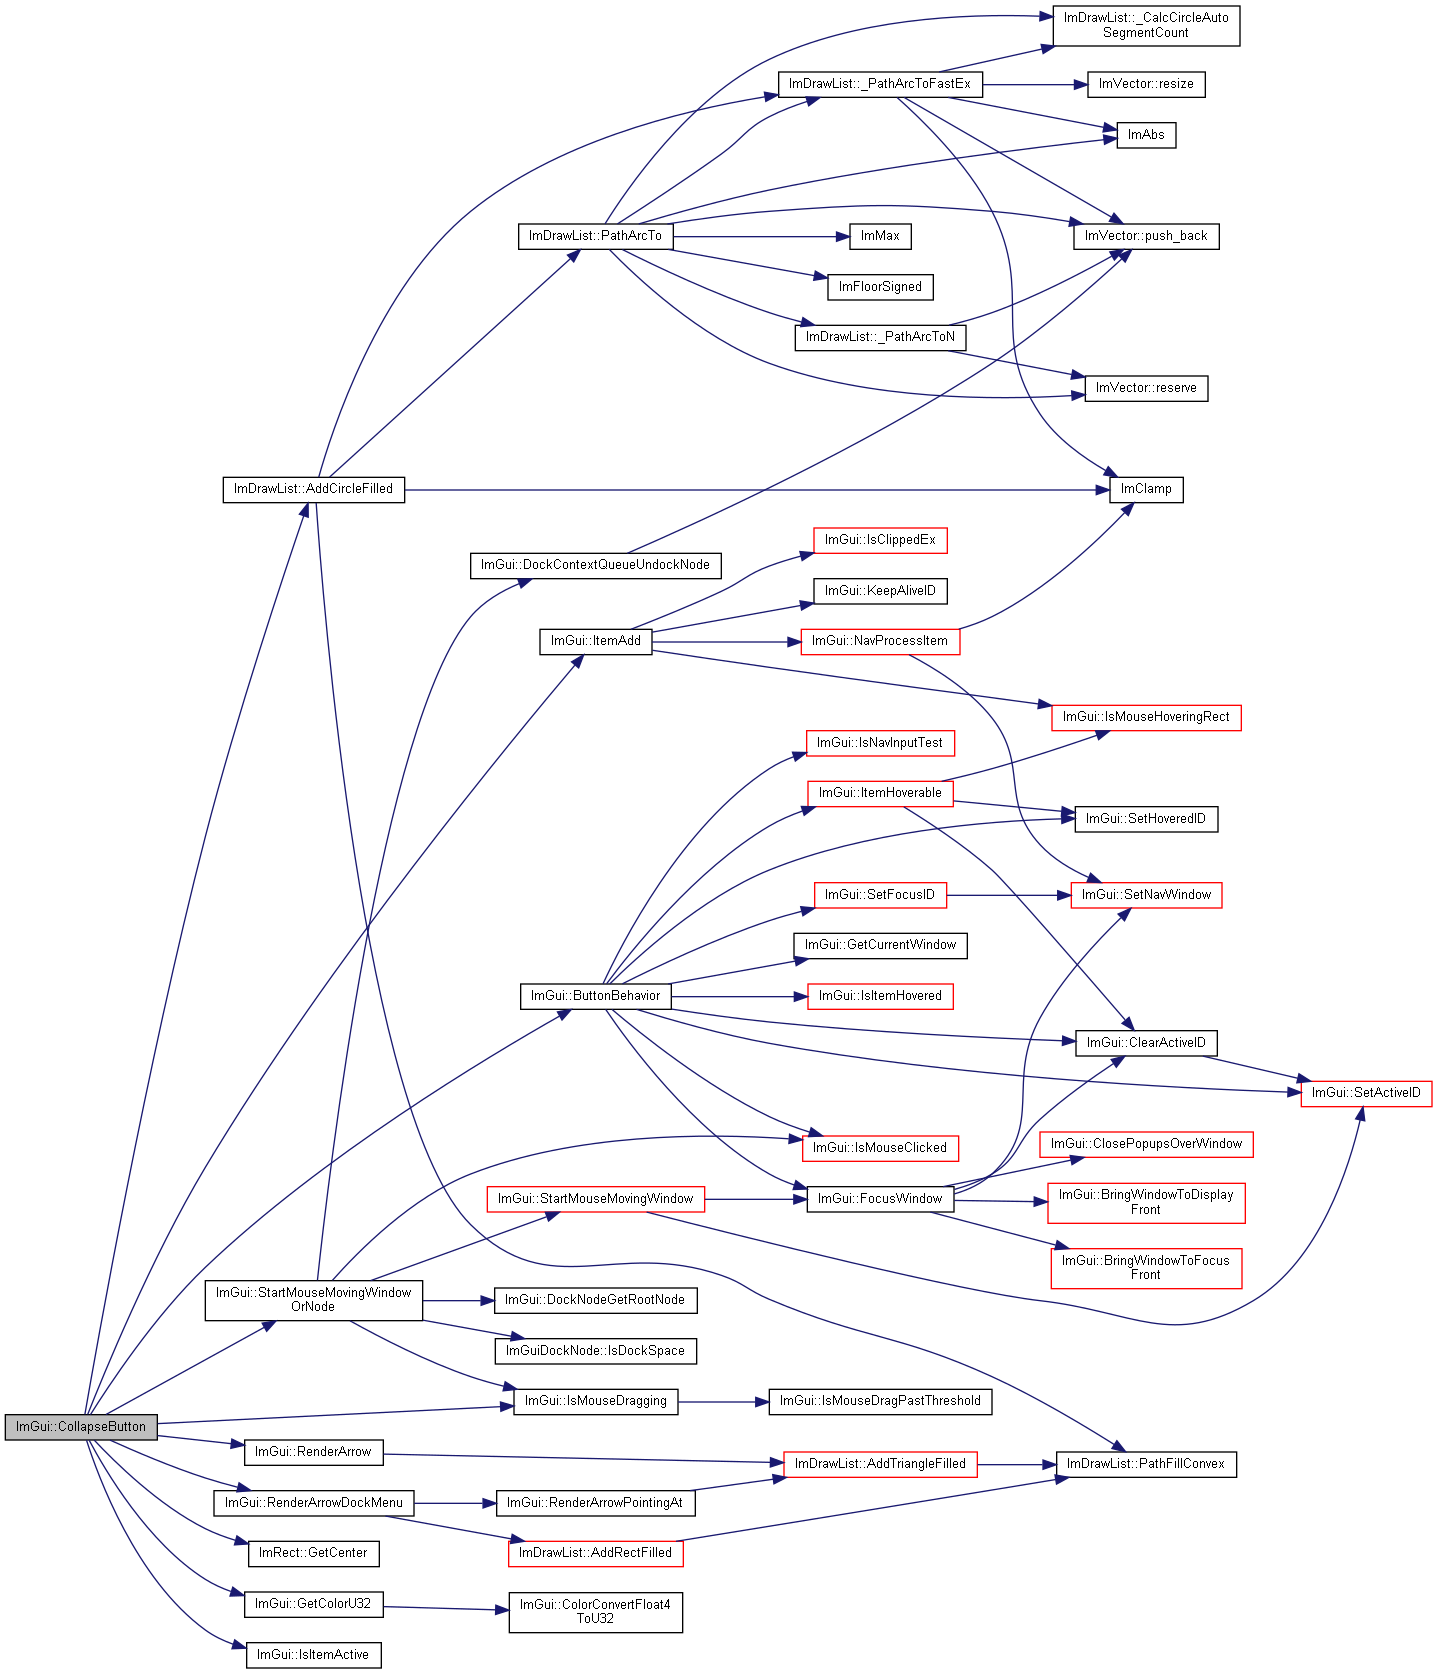 ImDrawList::_CalcCircleAuto
SegmentCount
ImDrawList::_PathArcToFastEx
ImVector::resize
ImAbs
ImDrawList::PathArcTo
ImMax
ImVector::push_back
ImFloorSigned
ImDrawList::_PathArcToN
ImVector::reserve
ImDrawList::AddCircleFilled
ImClamp
ImGui::IsClippedEx
ImGui::DockContextQueueUndockNode
ImGui::KeepAliveID
ImGui::ItemAdd
ImGui::NavProcessItem
ImGui::IsMouseHoveringRect
ImGui::IsNavInputTest
ImGui::ItemHoverable
ImGui::SetHoveredID
ImGui::SetFocusID
ImGui::SetNavWindow
ImGui::GetCurrentWindow
ImGui::ButtonBehavior
ImGui::IsItemHovered
ImGui::ClearActiveID
ImGui::SetActiveID
ImGui::IsMouseClicked
ImGui::ClosePopupsOverWindow
ImGui::StartMouseMovingWindow
ImGui::FocusWindow
ImGui::BringWindowToDisplay
Front
ImGui::BringWindowToFocus
Front
ImGui::StartMouseMovingWindow
OrNode
ImGui::DockNodeGetRootNode
ImGuiDockNode::IsDockSpace
ImGui::IsMouseDragging
ImGui::IsMouseDragPastThreshold
ImGui::CollapseButton
ImGui::RenderArrow
ImDrawList::AddTriangleFilled
ImDrawList::PathFillConvex
ImGui::RenderArrowDockMenu
ImGui::RenderArrowPointingAt
ImRect::GetCenter
ImDrawList::AddRectFilled
ImGui::GetColorU32
ImGui::ColorConvertFloat4
ToU32
ImGui::IsItemActive